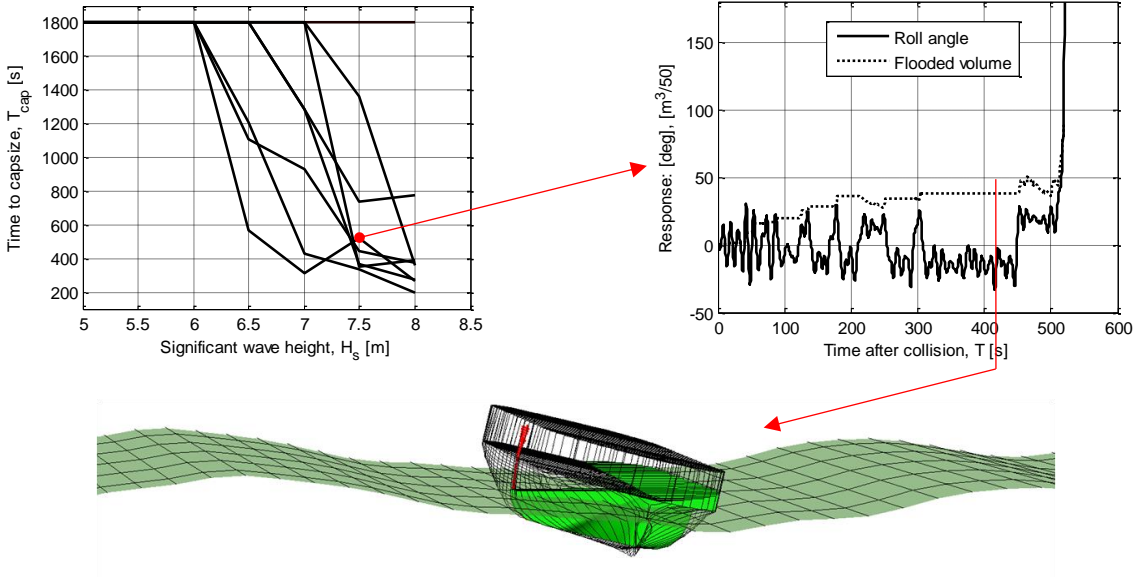 1800
1600
1400
1200
1000
800
600
400
200
5 5.5 6 6.5 7 7.5 8 8.5
Time to capsize, T_cap [s]
Significant wave height, H_s [m]
150
100
50
0
-50
0 100 200 300 400 500 600
Response: [deg], [m^3/50]
Time after collision, T [s]
Roll angle
Flooded volume